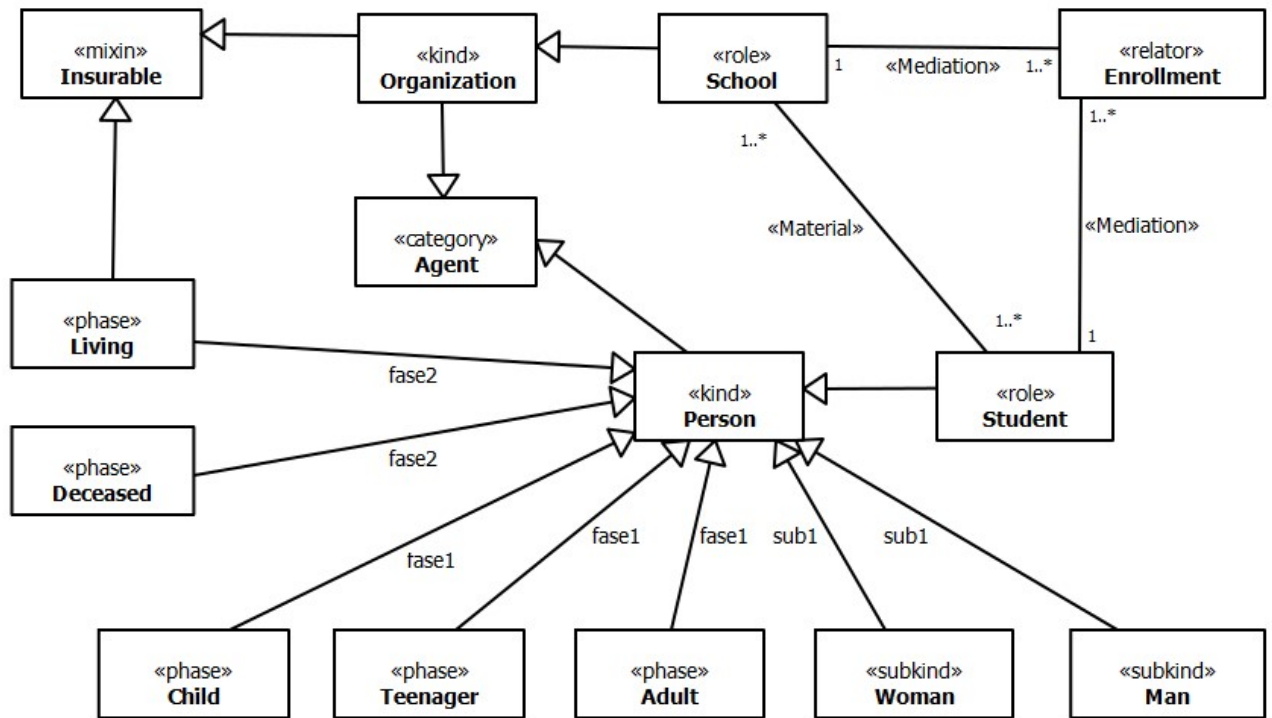 «mixin»
Insurable
«kind»
Organization
«role»
School
1
«Mediation»
1..*
«relator»
Enrollment
1..*
1..*
«category»
Agent
«Material»
«Mediation»
«phase»
Living
fase2
1..*
1
«kind»
Person
«role»
Student
«phase»
Deceased
fase2
fase1
fase1
fase1
sub1
sub1
«phase»
Child
«phase»
Teenager
«phase»
Adult
«subkind»
Woman
«subkind»
Man